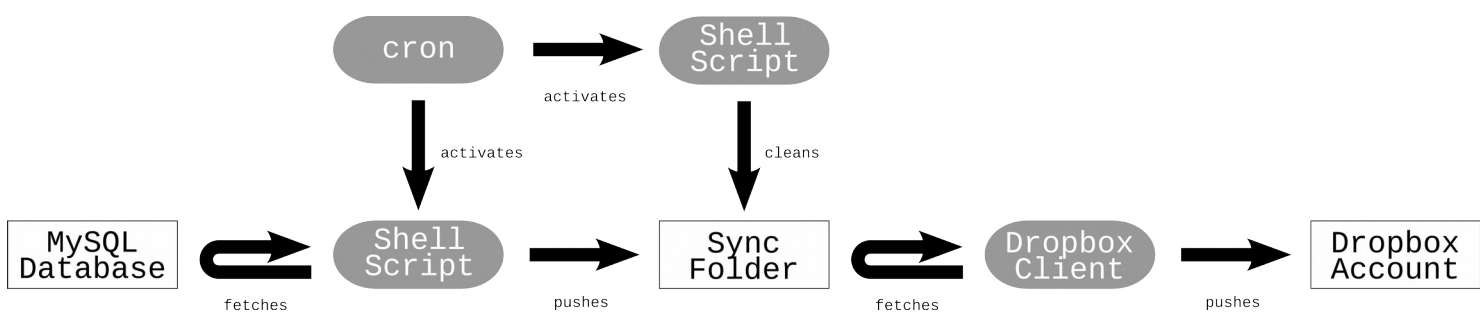 cron
Shell
Script
activates
activates
cleans
MySQL
Database
Shell
Script
Sync
Folder
Dropbox
Client
Dropbox
Account
fetches
pushes
fetches
pushes